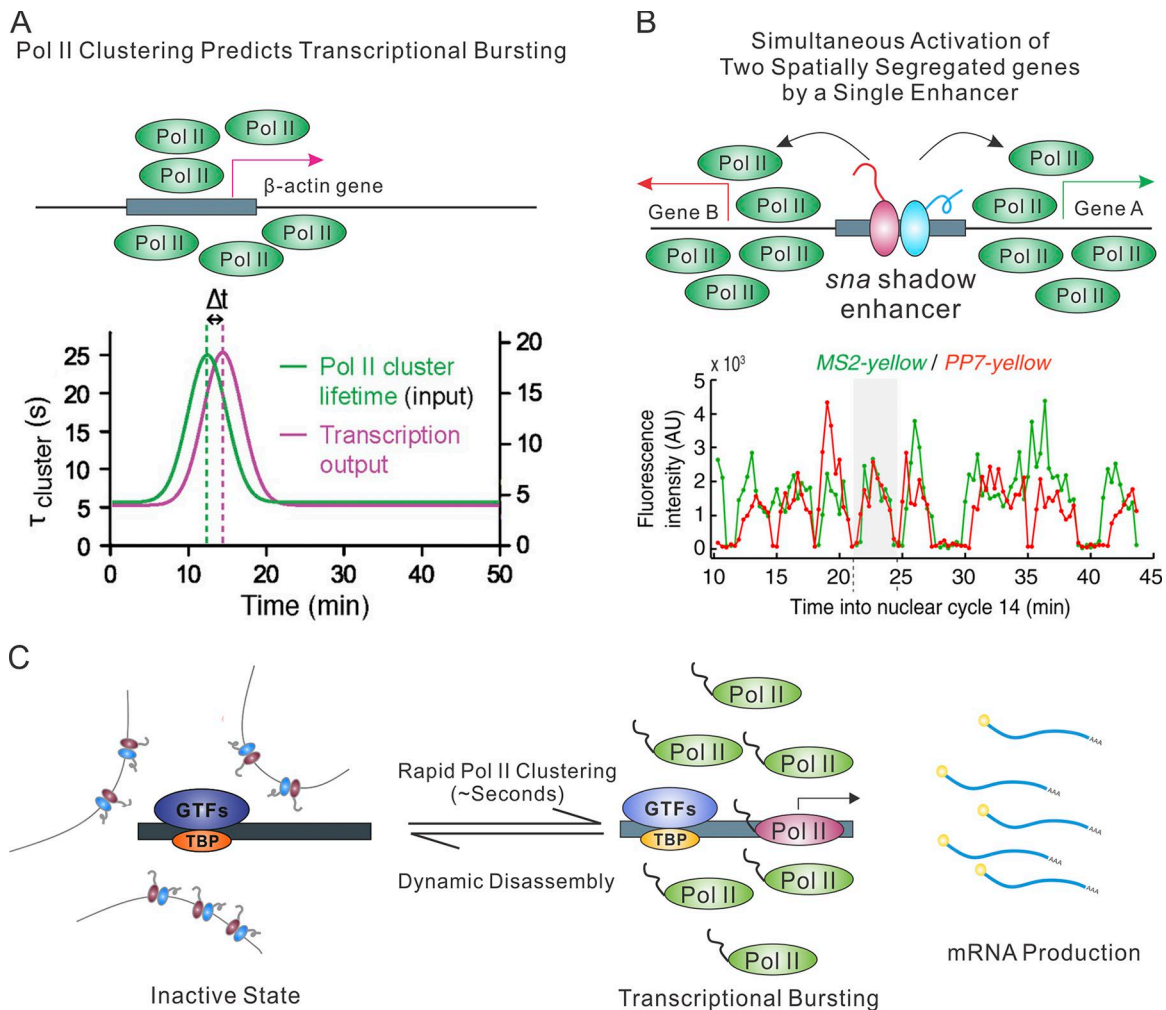 A
Pol II Clustering Predicts Transcriptional Bursting
Pol II
Pol II
Pol II
β-actin gene
Pol II
Pol II
Pol II
Δt
25
20
15
10
5
0
τ cluster (s)
Pol II cluster
lifetime (input)
Transcription
output
20
15
10
5
0
0 10 20 30 40 50
Time (min)
B
Simultaneous Activation of
Two Spatially Segregated genes
by a Single Enhancer
Pol II
Pol II
Gene B
Pol II
Pol II
Gene A
Pol II
Pol II
Pol II
Pol II
Pol II
Pol II
sna shadow
enhancer
x 10³
MS2-yellow / PP7-yellow
5
4
3
2
1
0
Fluorescence
intensity (AU)
10 15 20 25 30 35 40 45
Time into nuclear cycle 14 (min)
C
GTFs
TBP
Inactive State
Rapid Pol II Clustering
(~Seconds)
Dynamic Disassembly
Pol II
Pol II
Pol II
GTFs
TBP
Pol II
Pol II
Pol II
Pol II
Transcriptional Bursting
AAA
AAA
AAA
AAA
AAA
mRNA Production